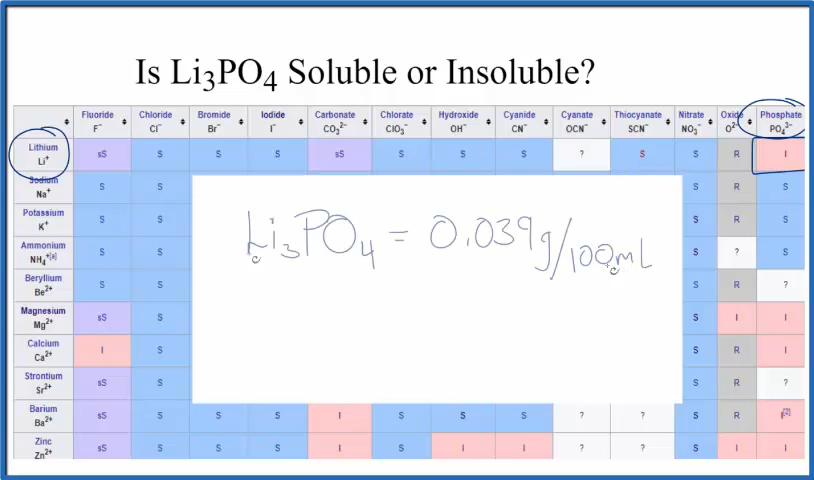 Is Li₃PO₄ Soluble or Insoluble?
Fluoride F⁻ Chloride Cl⁻ Bromide Br⁻ Iodide I⁻ Carbonate CO₃²⁻ Chlorate ClO₃⁻ Hydroxide OH⁻ Cyanide CN⁻ Cyanate OCN⁻ Thiocyanate SCN⁻ Nitrate NO₃⁻ Oxide O²⁻ Phosphate PO₄³⁻
Lithium Li⁺ sS S S S sS S S S ? S S R I
Sodium Na⁺ S S S R S
Potassium K⁺ S S S R S
Ammonium NH₄⁺[a] S S S ? S
Beryllium Be²⁺ S S S R ?
Magnesium Mg²⁺ sS S S I I
Calcium Ca²⁺ I S S R I
Strontium Sr²⁺ sS S S R ?
Barium Ba²⁺ sS S S S I S S S ? ? S R I[2]
Zinc Zn²⁺ sS S S S I S I I ? ? S I I
Li₃PO₄ = 0.039g/100mL